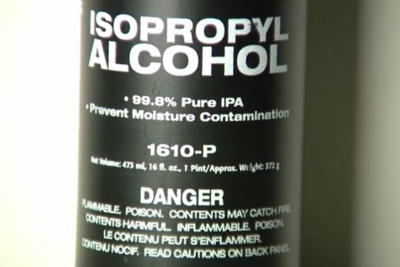 ISOPROPYL
ALCOHOL
• 99.8% Pure IPA
• Prevent Moisture Contamination
1610-P
Net Volume: 473 ml, 16 fl. oz., 1 Pint/Approx. Weight: 372 g
DANGER
FLAMMABLE. POISON. CONTENTS MAY CATCH FIRE.
CONTENTS HARMFUL. INFLAMMABLE. POISON.
LE CONTENU PEUT S'ENFLAMMER.
CONTENU NOCIF. READ CAUTIONS ON BACK PANEL.